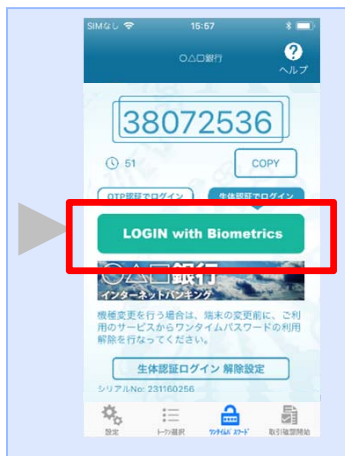 SIMなし 15:57
○△□銀行
ヘルプ
38072536
51 COPY
OTP認証でログイン 生体認証でログイン
LOGIN with Biometrics
○△□銀行
インターネットバンキング
機種変更を行う場合は、端末の変更前に、ご利
用のサービスからワンタイムパスワードの利用
解除を行なってください。
生体認証ログイン 解除設定
シリアルNo: 231160256
設定 トークン選択 ワンタイムパスワード 取引確認開始